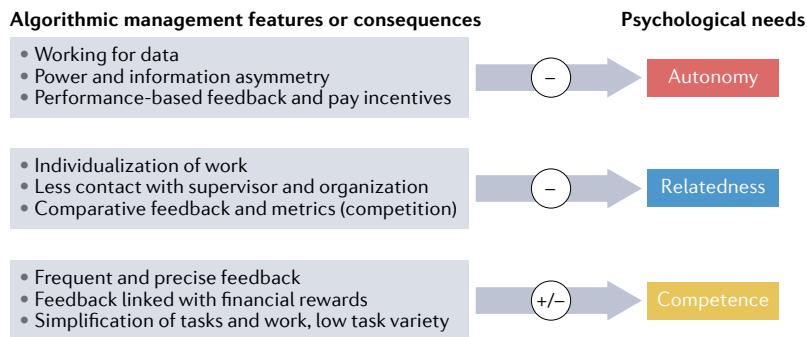 Algorithmic management features or consequences
Psychological needs
• Working for data
• Power and information asymmetry
• Performance-based feedback and pay incentives
–
Autonomy
• Individualization of work
• Less contact with supervisor and organization
• Comparative feedback and metrics (competition)
–
Relatedness
• Frequent and precise feedback
• Feedback linked with financial rewards
• Simplification of tasks and work, low task variety
+/–
Competence